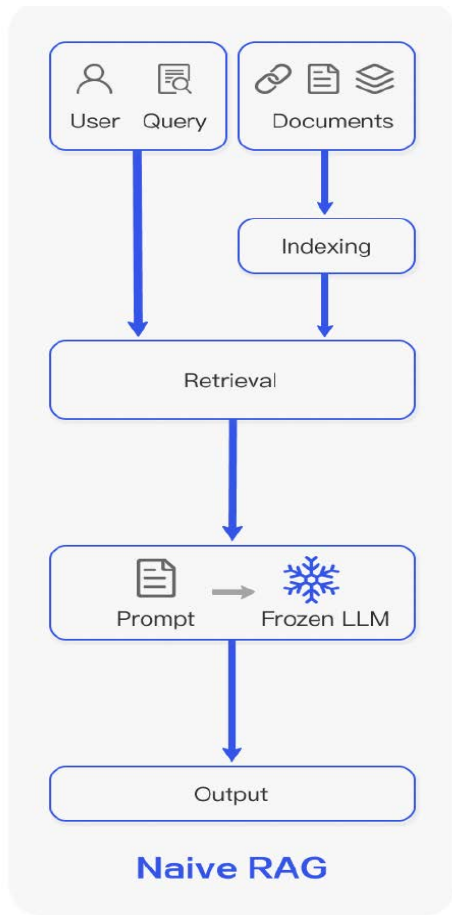 User Query
Documents
Indexing
Retrieval
Prompt
Frozen LLM
Output
Naive RAG